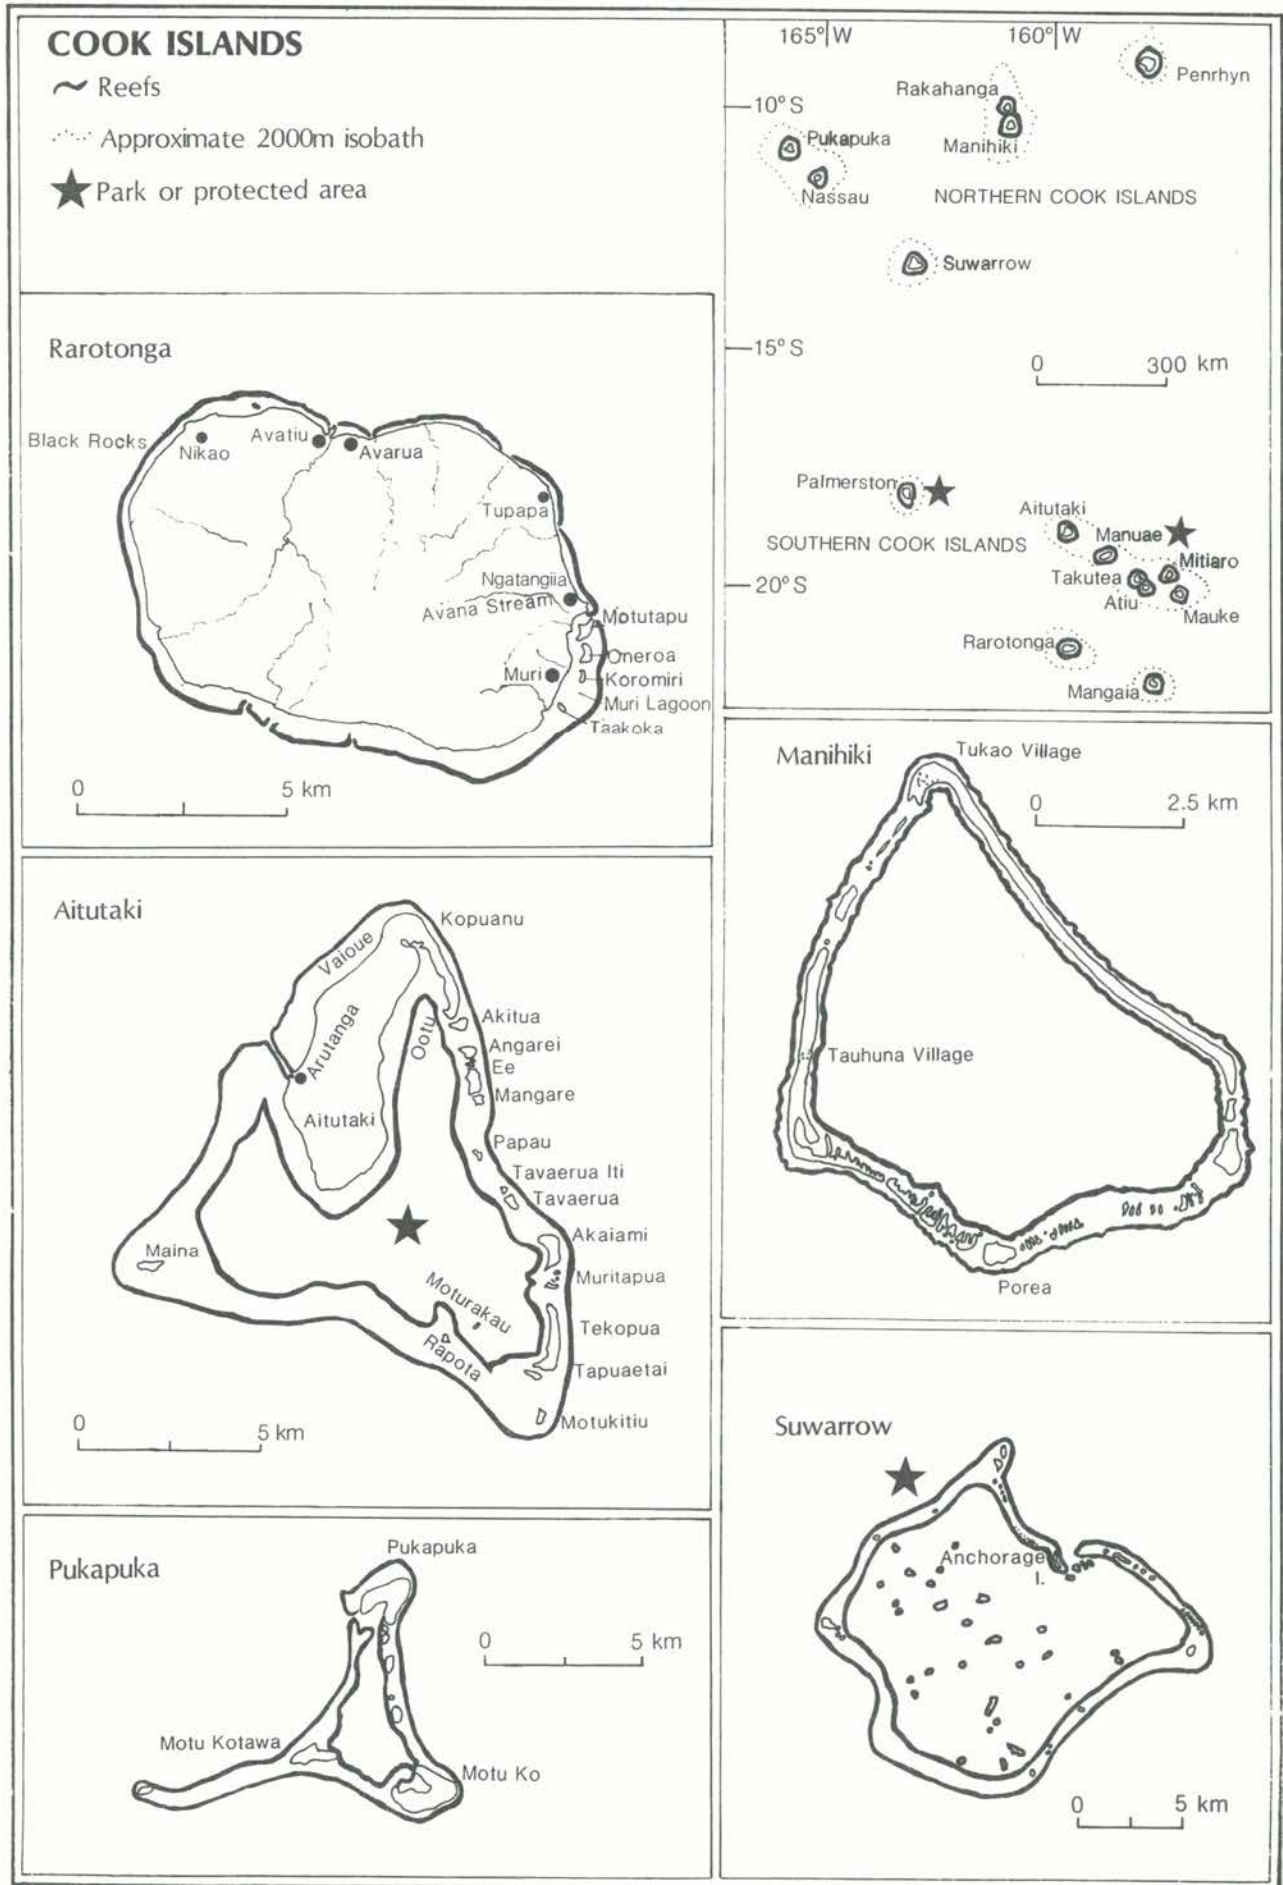 COOK ISLANDS
Reefs
Approximate 2000m isobath
Park or protected area
165°W
160°W
Penrhyn
Rakahanga
10°S
Pukapuka
Manihiki
Nassau
NORTHERN COOK ISLANDS
Suwarrow
15°S
0 300 km
Palmerston
Aitutaki
Manuae
SOUTHERN COOK ISLANDS
Mitiaro
Takutea
20°S
Atiu
Mauke
Rarotonga
Mangaia
Rarotonga
Black Rocks
Nikao
Avatiu
Avarua
Tupapa
Ngatangiia
Avana Stream
Motutapu
Oneroa
Muri
Koromiri
Muri Lagoon
Taakoka
0 5 km
Manihiki
Tukao Village
0 2.5 km
Tauhuna Village
Porea
Aitutaki
Kopuanu
Vaioue
Akitua
Ootu
Arutanga
Angarei
Ee
Mangare
Aitutaki
Papau
Tavaerua Iti
Tavaerua
Akaiami
Maina
Muritapua
Moturakau
Tekopua
Rapota
Tapuaetai
Motukitiu
0 5 km
Suwarrow
Anchorage
I.
0 5 km
Pukapuka
Pukapuka
0 5 km
Motu Kotawa
Motu Ko